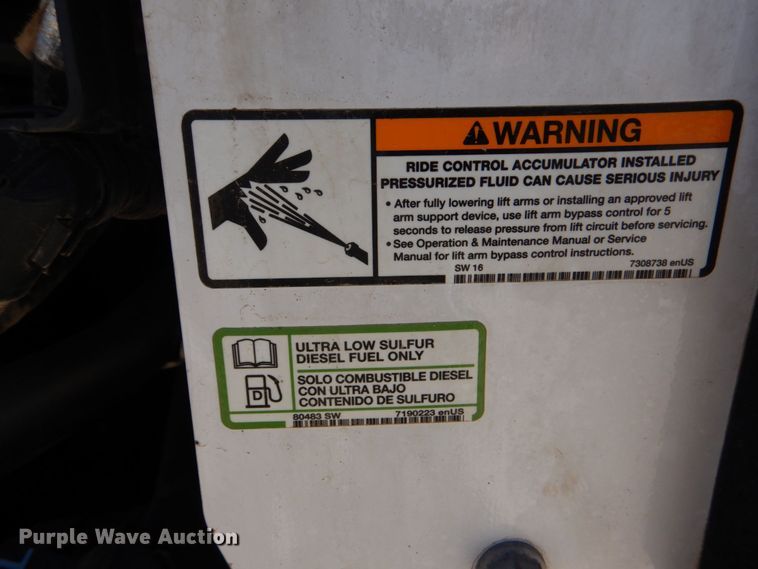 WARNING
RIDE CONTROL ACCUMULATOR INSTALLED
PRESSURIZED FLUID CAN CAUSE SERIOUS INJURY
• After fully lowering lift arms or installing an approved lift
arm support device, use lift arm bypass control for 5
seconds to release pressure from lift circuit before servicing.
• See Operation & Maintenance Manual or Service
Manual for lift arm bypass control instructions.
SW 16 7308738 enUS
ULTRA LOW SULFUR
DIESEL FUEL ONLY
SOLO COMBUSTIBLE DIESEL
CON ULTRA BAJO
CONTENIDO DE SULFURO
D
80483 SW 7190223 enUS
Purple Wave Auction